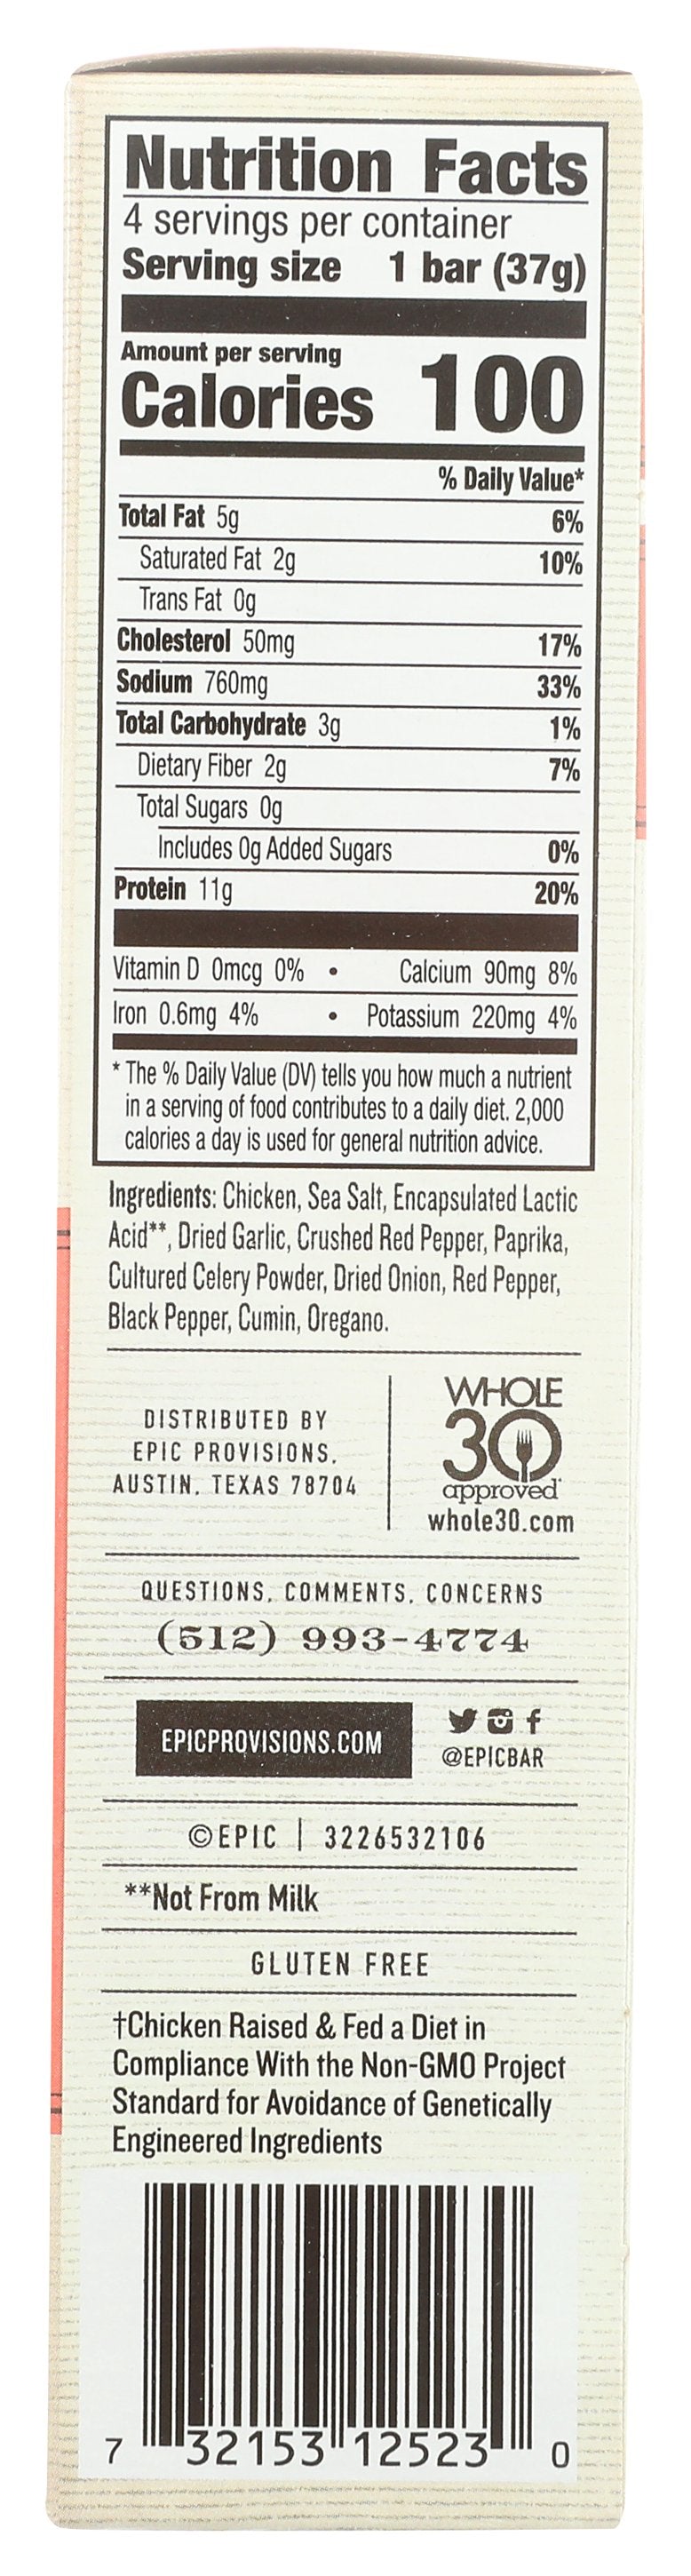 Nutrition Facts
4 servings per container
Serving size 1 bar (37g)
Amount per serving
Calories 100
% Daily Value*
Total Fat 5g 6%
Saturated Fat 2g 10%
Trans Fat 0g
Cholesterol 50mg 17%
Sodium 760mg 33%
Total Carbohydrate 3g 1%
Dietary Fiber 2g 7%
Total Sugars 0g
Includes 0g Added Sugars 0%
Protein 11g 20%
Vitamin D 0mcg 0% • Calcium 90mg 8%
Iron 0.6mg 4% • Potassium 220mg 4%
* The % Daily Value (DV) tells you how much a nutrient
in a serving of food contributes to a daily diet. 2,000
calories a day is used for general nutrition advice.
Ingredients: Chicken, Sea Salt, Encapsulated Lactic
Acid**, Dried Garlic, Crushed Red Pepper, Paprika,
Cultured Celery Powder, Dried Onion, Red Pepper,
Black Pepper, Cumin, Oregano.
DISTRIBUTED BY
EPIC PROVISIONS,
AUSTIN, TEXAS 78704
WHOLE
30
approved
whole30.com
QUESTIONS, COMMENTS, CONCERNS
(512) 993-4774
EPICPROVISIONS.COM
@EPICBAR
©EPIC | 3226532106
**Not From Milk
GLUTEN FREE
†Chicken Raised & Fed a Diet in
Compliance With the Non-GMO Project
Standard for Avoidance of Genetically
Engineered Ingredients
7 32153 12523 0